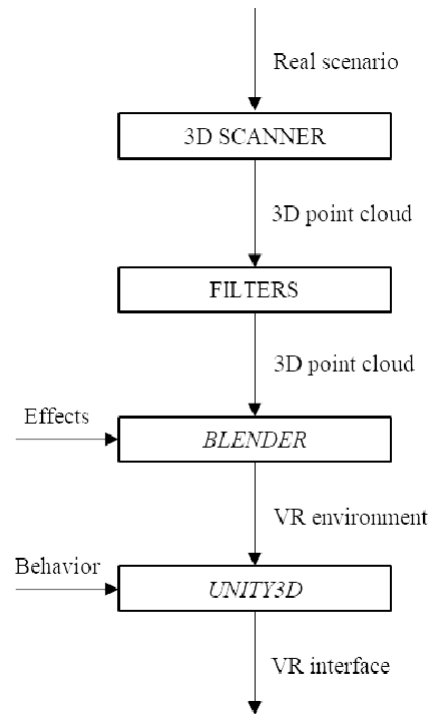 Real scenario
3D SCANNER
3D point cloud
FILTERS
3D point cloud
Effects
BLENDER
VR environment
Behavior
UNITY3D
VR interface